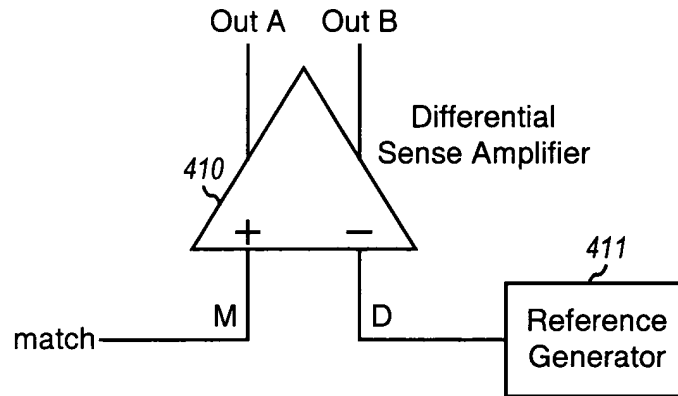 Out A
Out B
Differential
Sense Amplifier
410
+
−
411
M
D
match
Reference
Generator